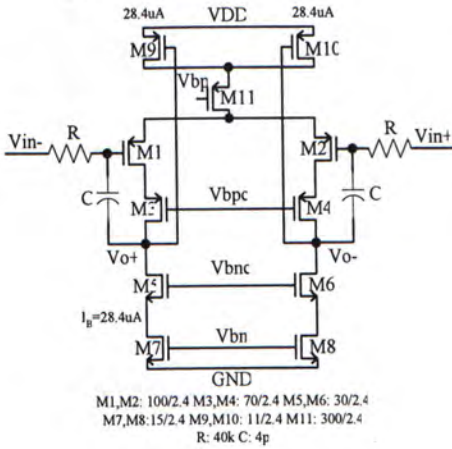 28.4uA VDD 28.4uA
M9 M10
Vbp M11
Vin- R M1 M2 R Vin+
C M3 Vbpc M4 C
Vo+ Vo-
M5 Vbnc M6
I_B=28.4uA
M7 Vbn M8
GND
M1,M2: 100/2.4 M3,M4: 70/2.4 M5,M6: 30/2.4
M7,M8:15/2.4 M9,M10: 11/2.4 M11: 300/2.4
R: 40k C: 4p